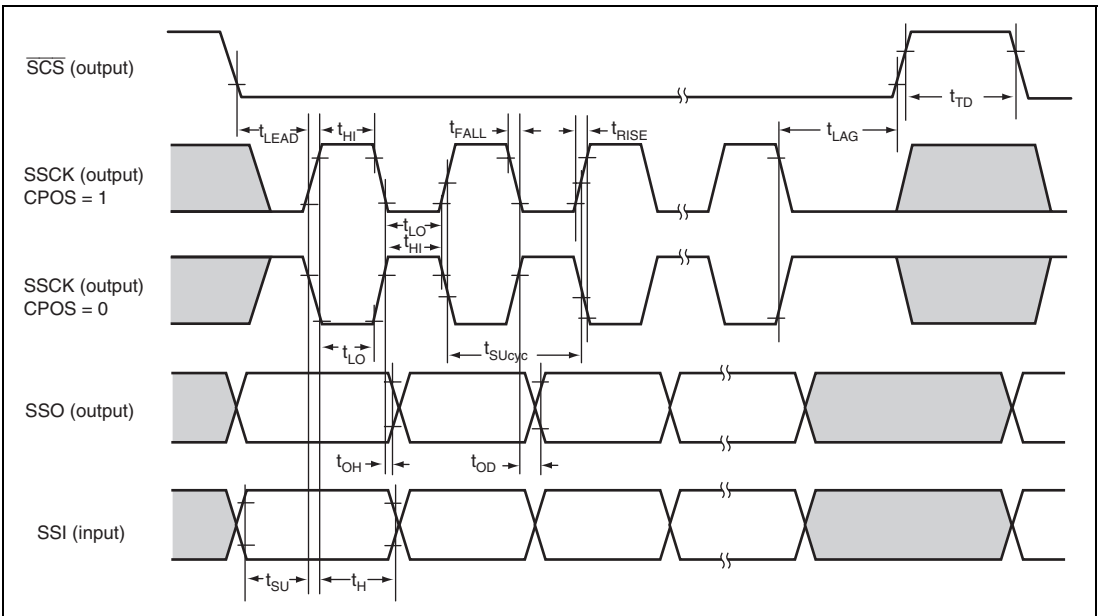 SCS (output)
tTD
tLEAD
tHI
tFALL
tRISE
tLAG
SSCK (output)
CPOS = 1
tLO
tHI
SSCK (output)
CPOS = 0
tLO
tSUcyc
SSO (output)
tOH
tOD
SSI (input)
tSU
tH